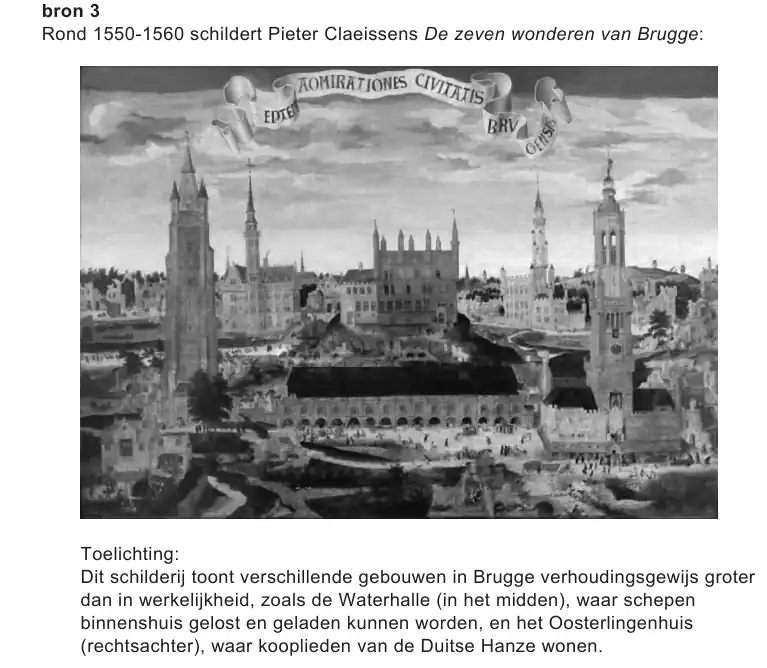 bron 3
Rond 1550-1560 schildert Pieter Claeissens De zeven wonderen van Brugge:
ADMIRATIONES CIVITATIS
BRV
GENSIS
Toelichting:
Dit schilderij toont verschillende gebouwen in Brugge verhoudingsgewijs groter
dan in werkelijkheid, zoals de Waterhalle (in het midden), waar schepen
binnenshuis gelost en geladen kunnen worden, en het Oosterlingenhuis
(rechtsachter), waar kooplieden van de Duitse Hanze wonen.